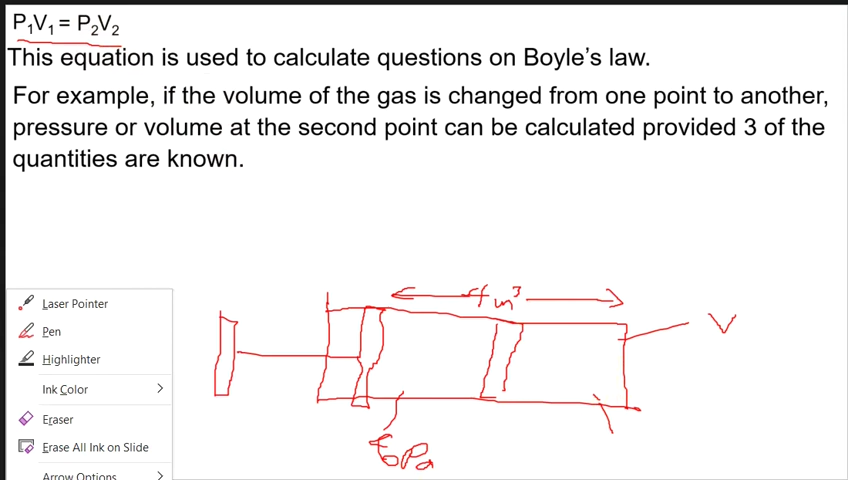 P₁V₁ = P₂V₂
This equation is used to calculate questions on Boyle’s law.
For example, if the volume of the gas is changed from one point to another,
pressure or volume at the second point can be calculated provided 3 of the
quantities are known.
Laser Pointer
Pen
Highlighter
Ink Color
Eraser
Erase All Ink on Slide
Arrow Options
m³
V
Pa